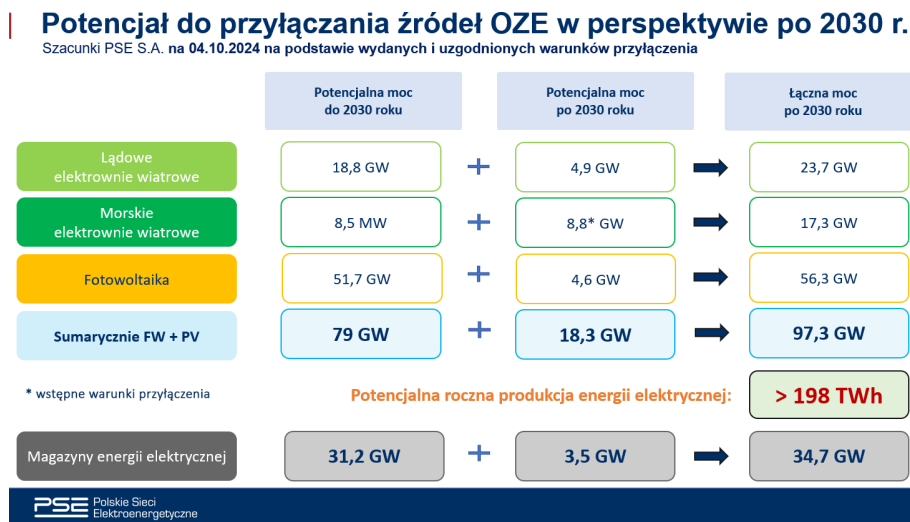 Potencjał do przyłączania źródeł OZE w perspektywie po 2030 r.
Szacunki PSE S.A. na 04.10.2024 na podstawie wydanych i uzgodnionych warunków przyłączenia
Potencjalna moc
do 2030 roku
Potencjalna moc
po 2030 roku
Łączna moc
po 2030 roku
Lądowe
elektrownie wiatrowe
18,8 GW + 4,9 GW 23,7 GW
Morskie
elektrownie wiatrowe
8,5 MW + 8,8* GW 17,3 GW
Fotowoltaika 51,7 GW + 4,6 GW 56,3 GW
Sumarycznie FW + PV 79 GW + 18,3 GW 97,3 GW
* wstępne warunki przyłączenia
Potencjalna roczna produkcja energii elektrycznej: > 198 TWh
Magazyny energii elektrycznej 31,2 GW + 3,5 GW 34,7 GW
PSE Polskie Sieci
Elektroenergetyczne